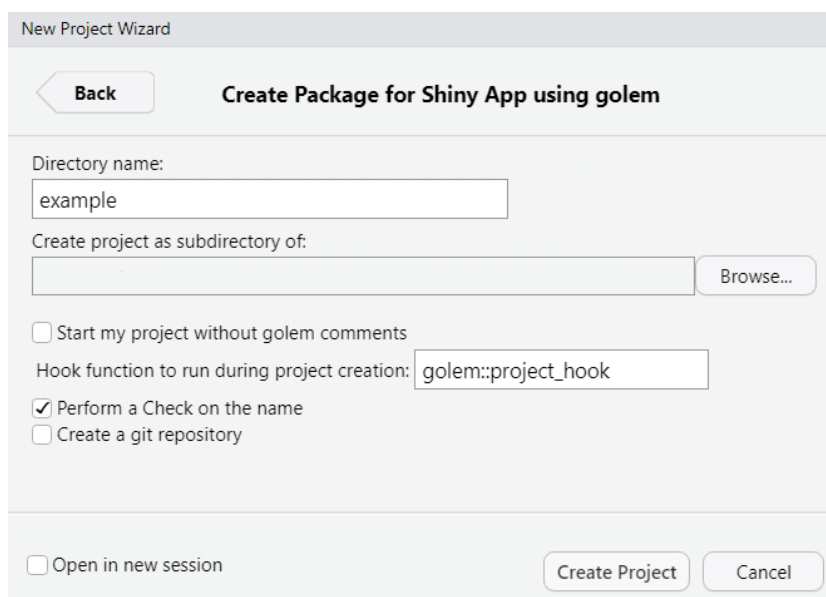 New Project Wizard
Back
Create Package for Shiny App using golem
Directory name:
example
Create project as subdirectory of:
Browse...
Start my project without golem comments
Hook function to run during project creation: golem::project_hook
Perform a Check on the name
Create a git repository
Open in new session
Create Project
Cancel